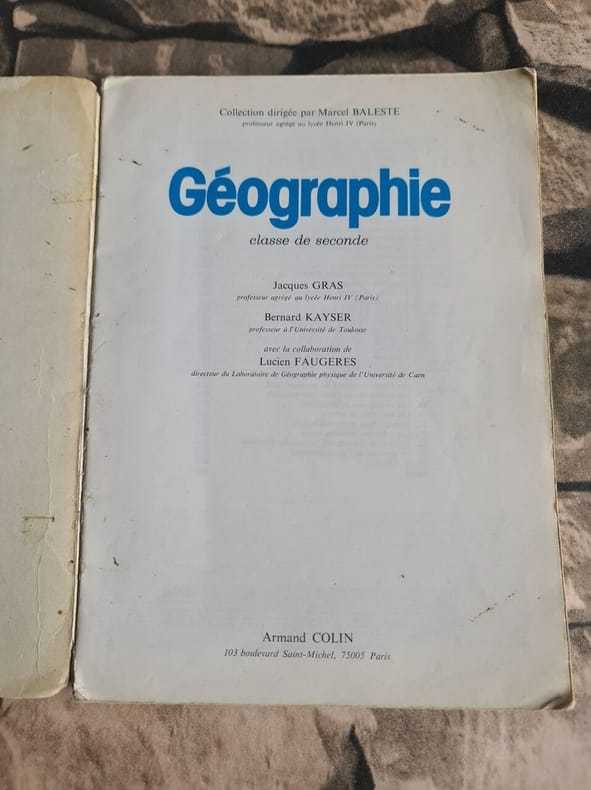 Collection dirigée par Marcel BALESTE
professeur agrégé au lycée Henri IV (Paris)
Géographie
classe de seconde
Jacques GRAS
professeur agrégé au lycée Henri IV (Paris)
Bernard KAYSER
professeur à l'Université de Toulouse
avec la collaboration de
Lucien FAUGERES
directeur du Laboratoire de Géographie physique de l'Université de Caen
Armand COLIN
103 boulevard Saint-Michel, 75005 Paris